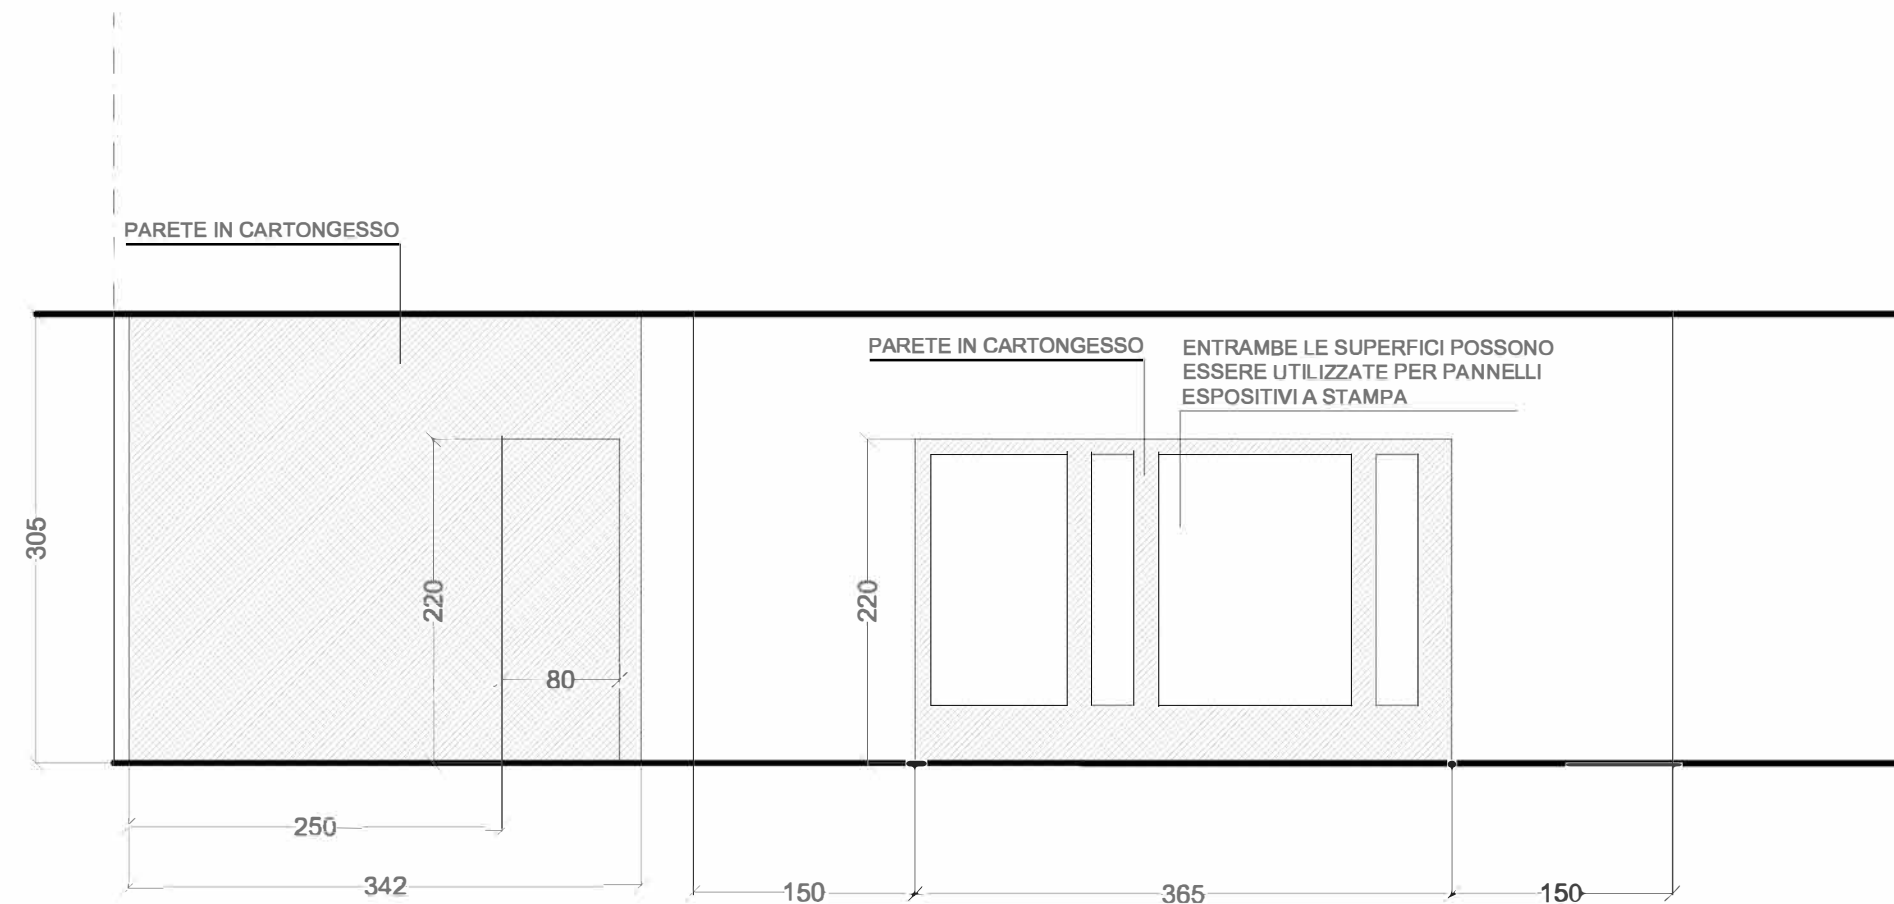 PARETE IN CARTONGESSO
PARETE IN CARTONGESSO
ENTRAMBE LE SUPERFICI POSSONO
ESSERE UTILIZZATE PER PANNELLI
ESPOSITIVI A STAMPA
305
220
220
80
250
342
150
365
150